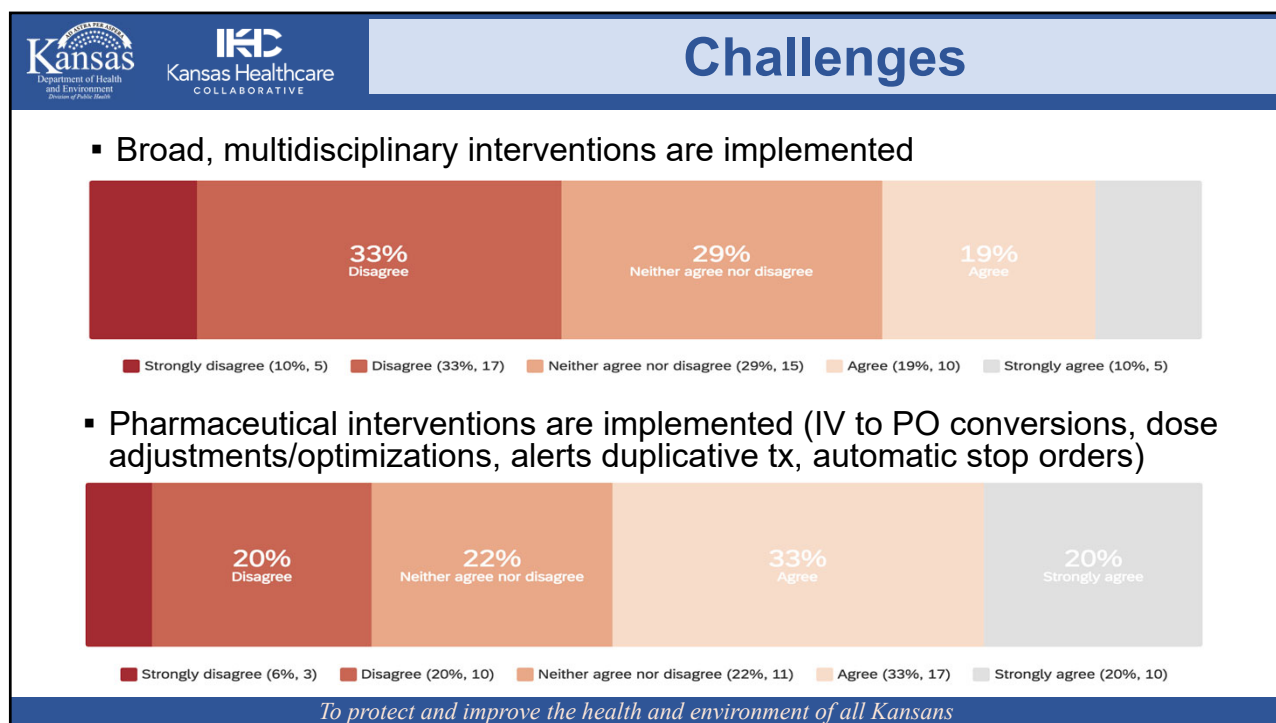 AD ASTRA PER ASPERA
Kansas
Department of Health
and Environment
Division of Public Health
KHC
Kansas Healthcare
COLLABORATIVE
Challenges
▪ Broad, multidisciplinary interventions are implemented
33%
Disagree
29%
Neither agree nor disagree
19%
Agree
Strongly disagree (10%, 5) Disagree (33%, 17) Neither agree nor disagree (29%, 15) Agree (19%, 10) Strongly agree (10%, 5)
▪ Pharmaceutical interventions are implemented (IV to PO conversions, dose
adjustments/optimizations, alerts duplicative tx, automatic stop orders)
20%
Disagree
22%
Neither agree nor disagree
33%
Agree
20%
Strongly agree
Strongly disagree (6%, 3) Disagree (20%, 10) Neither agree nor disagree (22%, 11) Agree (33%, 17) Strongly agree (20%, 10)
To protect and improve the health and environment of all Kansans